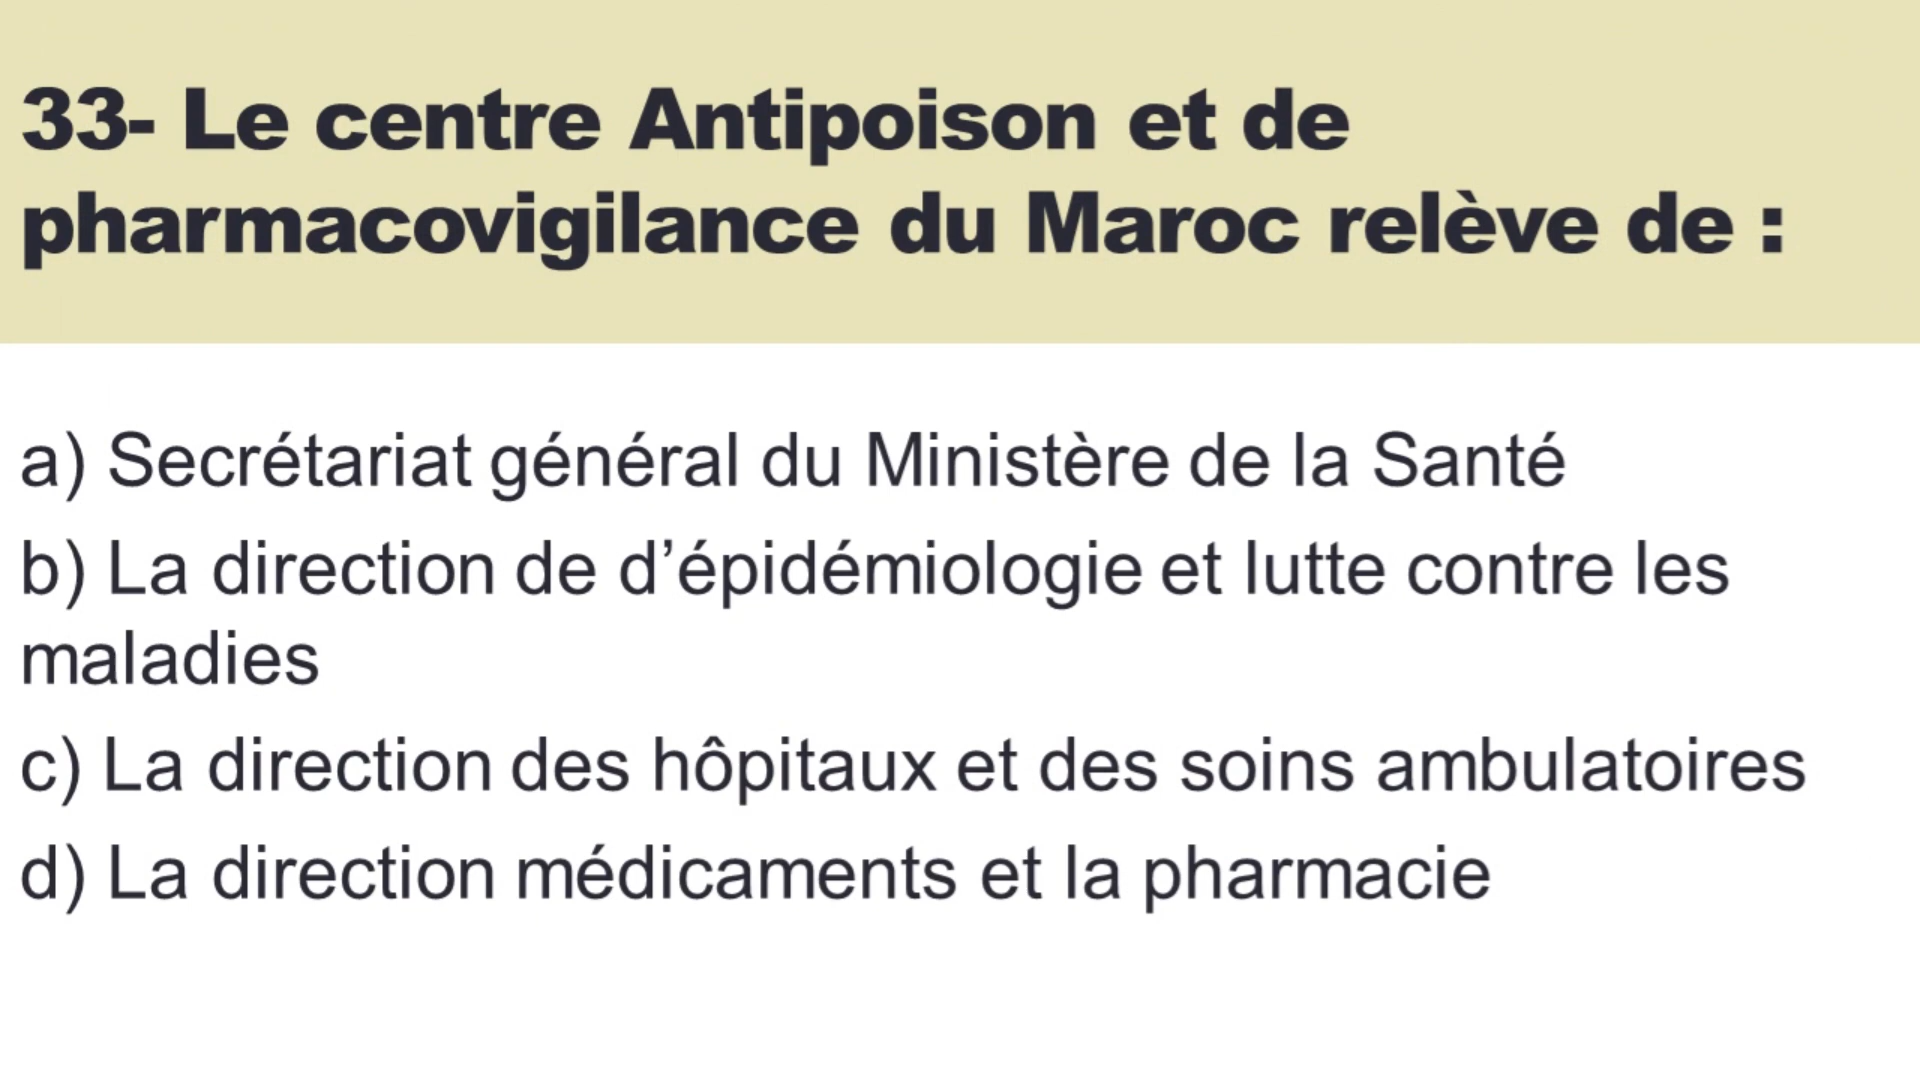 33- Le centre Antipoison et de
pharmacovigilance du Maroc relève de :
a) Secrétariat général du Ministère de la Santé
b) La direction de d’épidémiologie et lutte contre les
maladies
c) La direction des hôpitaux et des soins ambulatoires
d) La direction médicaments et la pharmacie